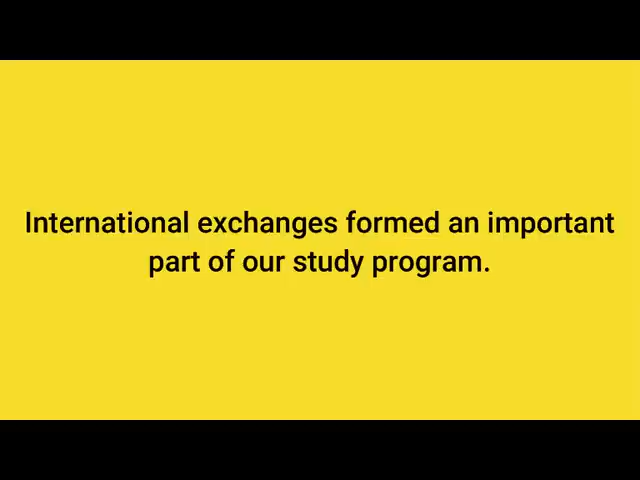 International exchanges formed an important
part of our study program.